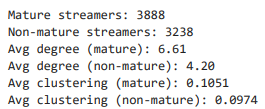 Mature streamers: 3888
Non-mature streamers: 3238
Avg degree (mature): 6.61
Avg degree (non-mature): 4.20
Avg clustering (mature): 0.1051
Avg clustering (non-mature): 0.0974